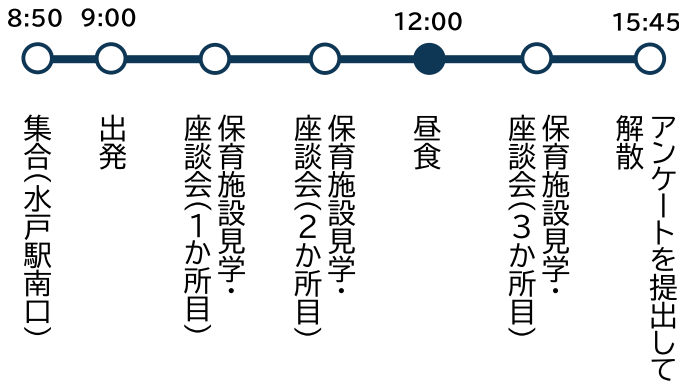 8:50
9:00
12:00
15:45
集合(水戸駅南口)
出発
保育施設見学・
座談会(1か所目)
保育施設見学・
座談会(2か所目)
昼食
保育施設見学・
座談会(3か所目)
アンケートを提出して
解散